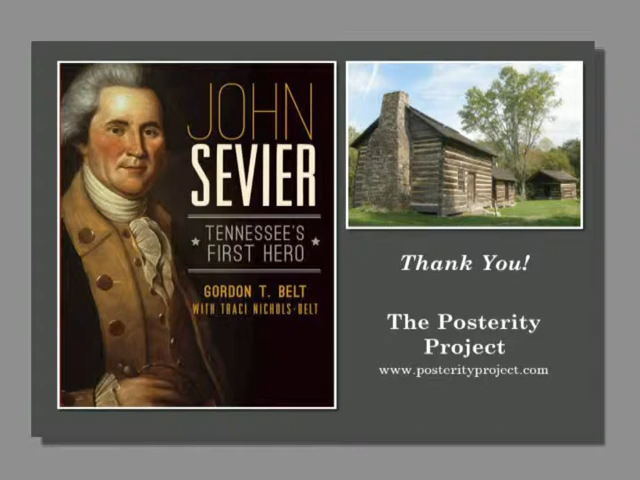 JOHN
SEVIER
TENNESSEE'S
FIRST HERO
GORDON T. BELT
WITH TRACI NICHOLS-BELT
Thank You!
The Posterity
Project
www.posterityproject.com